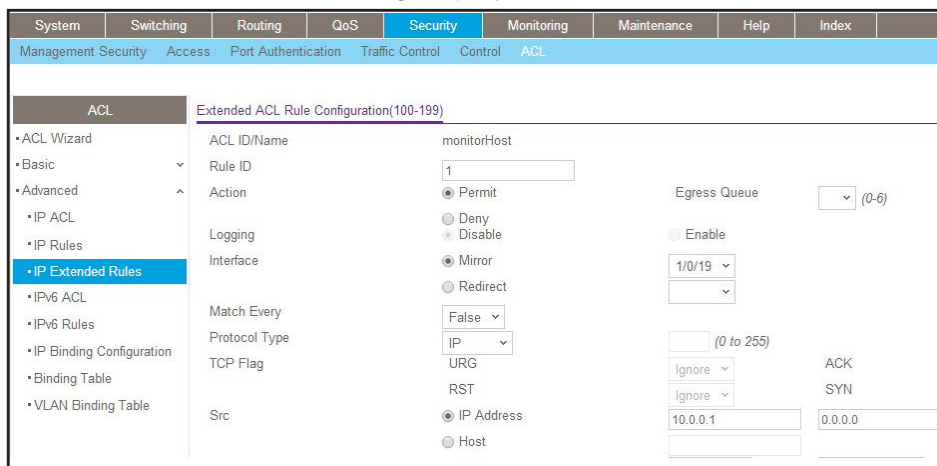 System Switching Routing QoS Security Monitoring Maintenance Help Index
Management Security Access Port Authentication Traffic Control Control ACL
ACL
ACL Wizard
Basic
Advanced
IP ACL
IP Rules
IP Extended Rules
IPv6 ACL
IPv6 Rules
IP Binding Configuration
Binding Table
VLAN Binding Table
Extended ACL Rule Configuration(100-199)
ACL ID/Name monitorHost
Rule ID 1
Action Permit Egress Queue (0-6)
Deny
Logging Disable Enable
Interface Mirror 1/0/19
Redirect
Match Every False
Protocol Type IP (0 to 255)
TCP Flag URG Ignore ACK
RST Ignore SYN
Src IP Address 10.0.0.1 0.0.0.0
Host